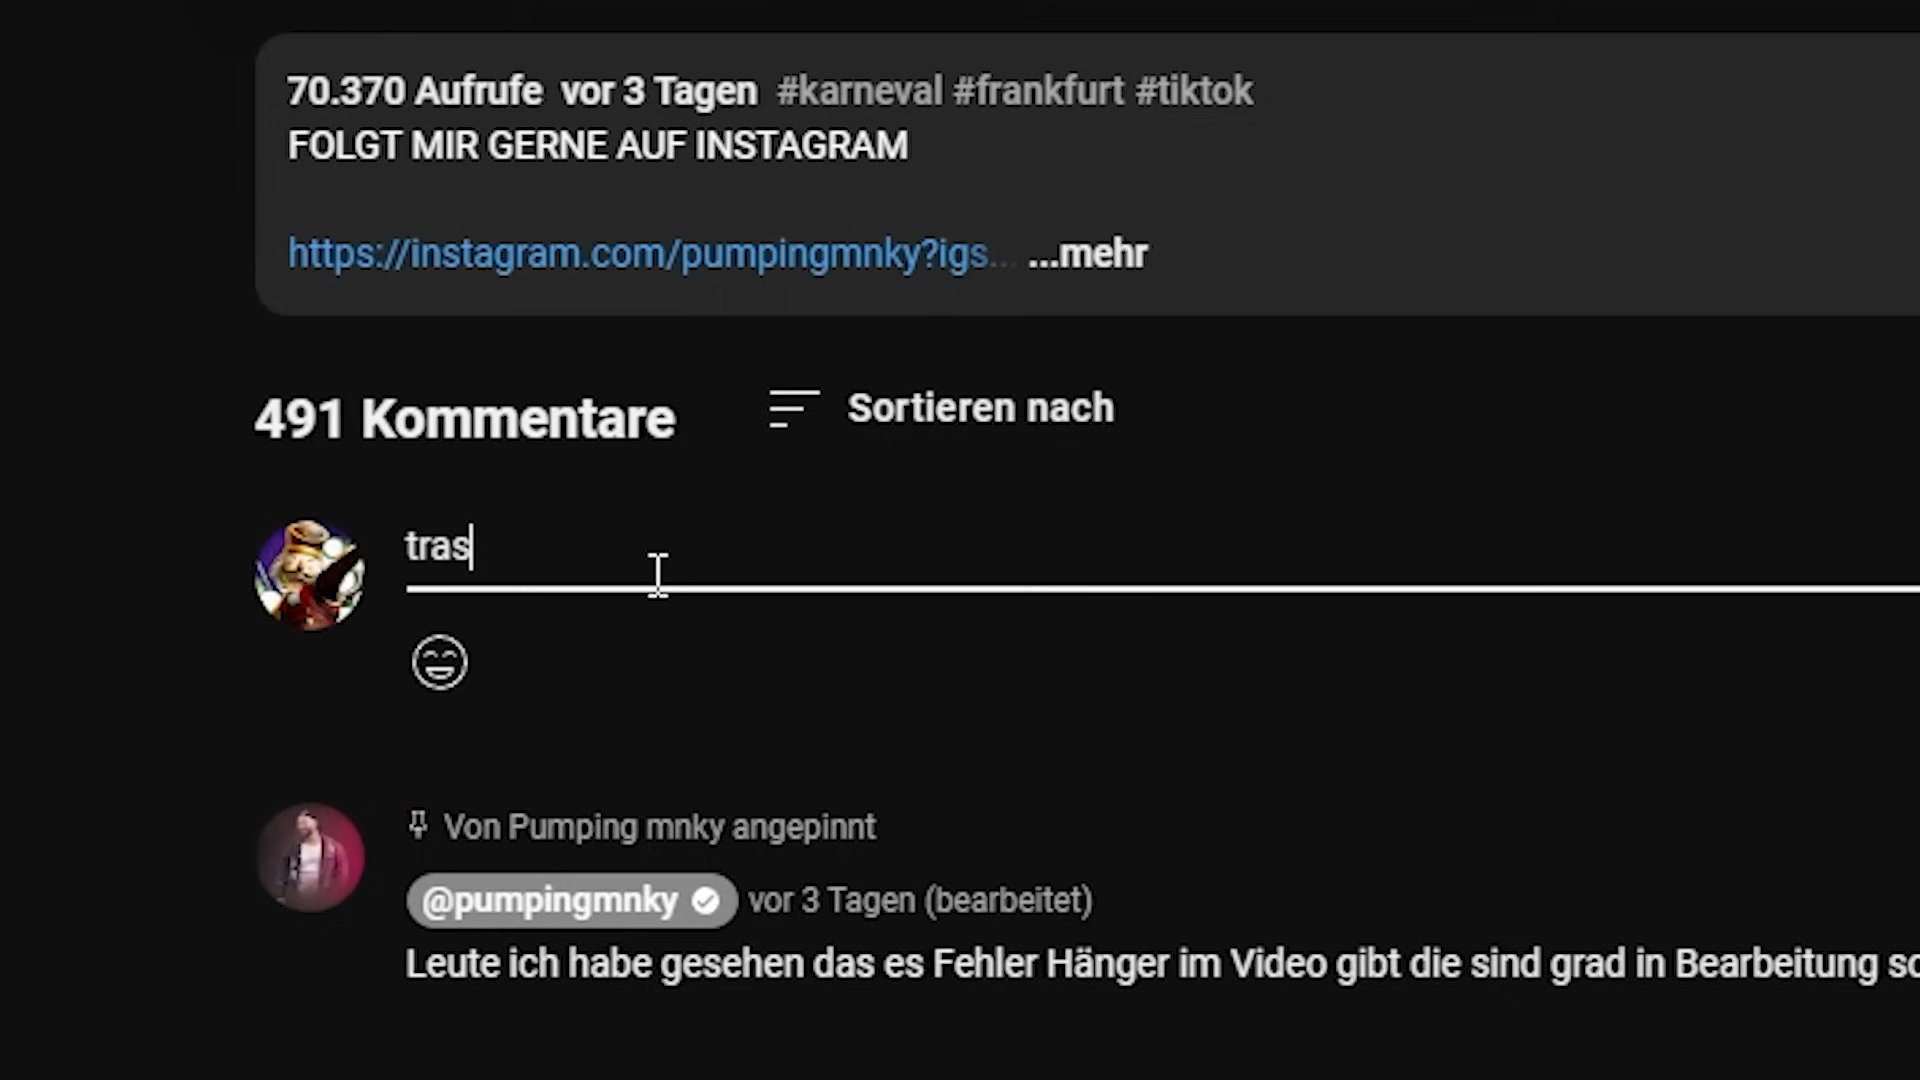 70.370 Aufrufe vor 3 Tagen #karneval #frankfurt #tiktok
FOLGT MIR GERNE AUF INSTAGRAM
https://instagram.com/pumpingmnky?igs... ...mehr
491 Kommentare Sortieren nach
tras
Von Pumping mnky angepinnt
@pumpingmnky vor 3 Tagen (bearbeitet)
Leute ich habe gesehen das es Fehler Hänger im Video gibt die sind grad in Bearbeitung